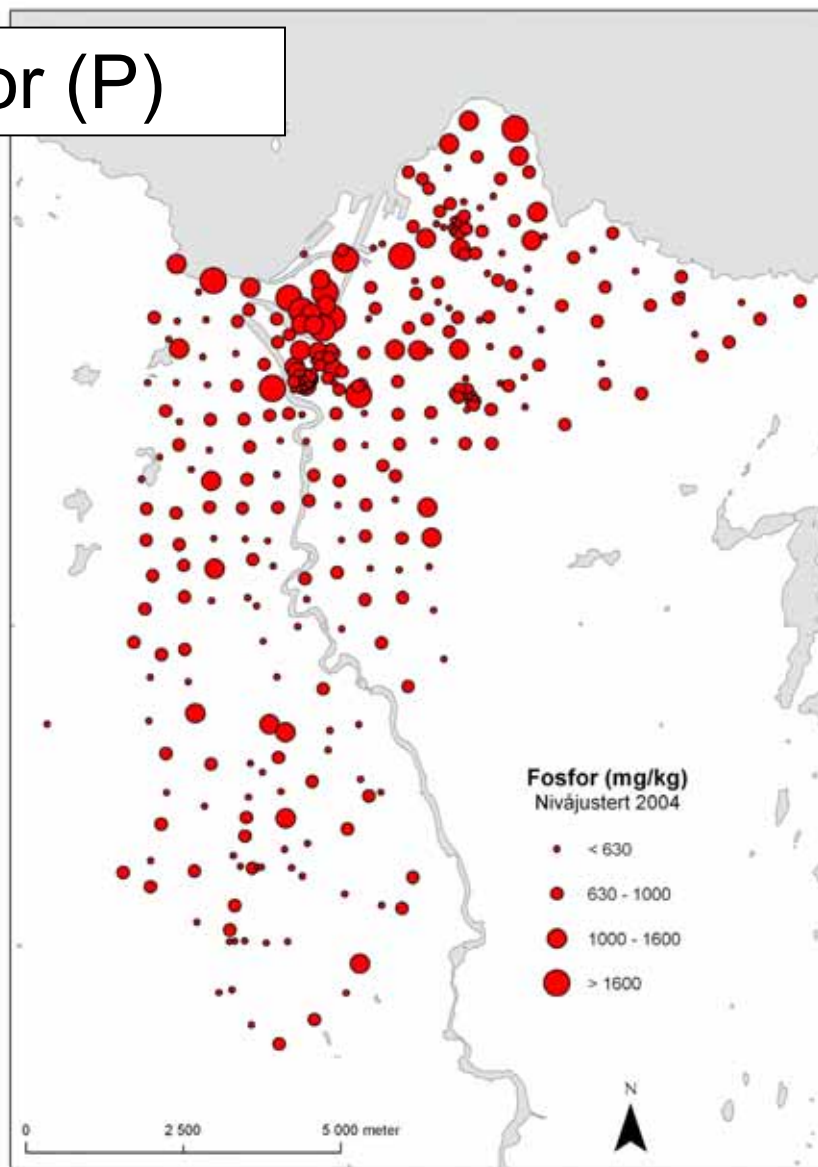 or (P)
Fosfor (mg/kg)
Nivåjustert 2004
< 630
630 - 1000
1000 - 1600
> 1600
N
0 2 500 5 000 meter